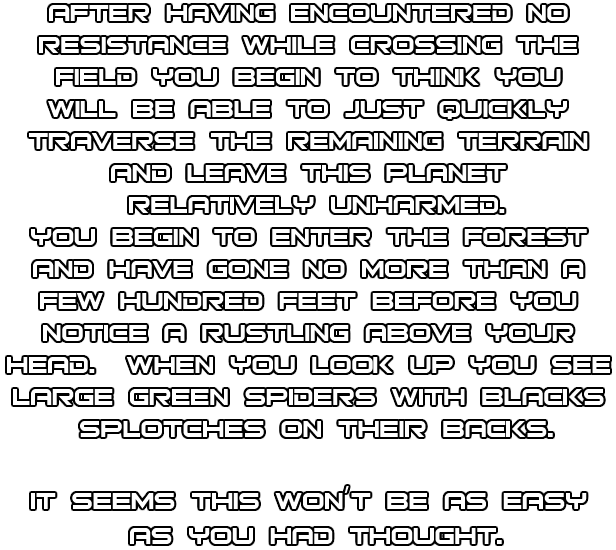 AFTER HAVING ENCOUNTERED NO
RESISTANCE WHILE CROSSING THE
FIELD YOU BEGIN TO THINK YOU
WILL BE ABLE TO JUST QUICKLY
TRAVERSE THE REMAINING TERRAIN
AND LEAVE THIS PLANET
RELATIVELY UNHARMED.
YOU BEGIN TO ENTER THE FOREST
AND HAVE GONE NO MORE THAN A
FEW HUNDRED FEET BEFORE YOU
NOTICE A RUSTLING ABOVE YOUR
HEAD. WHEN YOU LOOK UP YOU SEE
LARGE GREEN SPIDERS WITH BLACKS
SPLOTCHES ON THEIR BACKS.
IT SEEMS THIS WON'T BE AS EASY
AS YOU HAD THOUGHT.